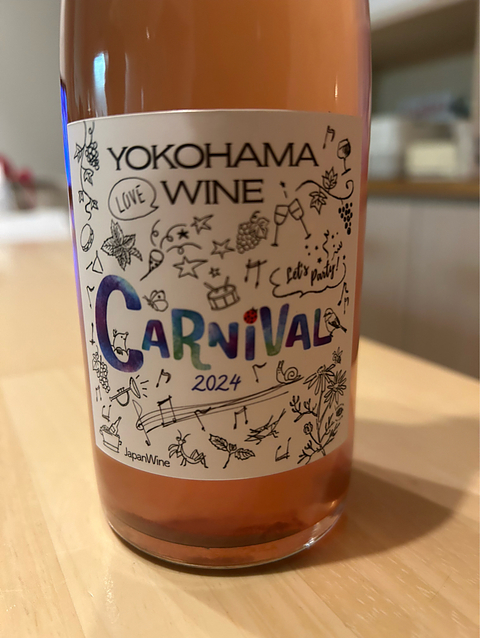 YOKOHAMA
LOVE
WINE
Let's Party!
CARNIVAL
2024
JapanWine